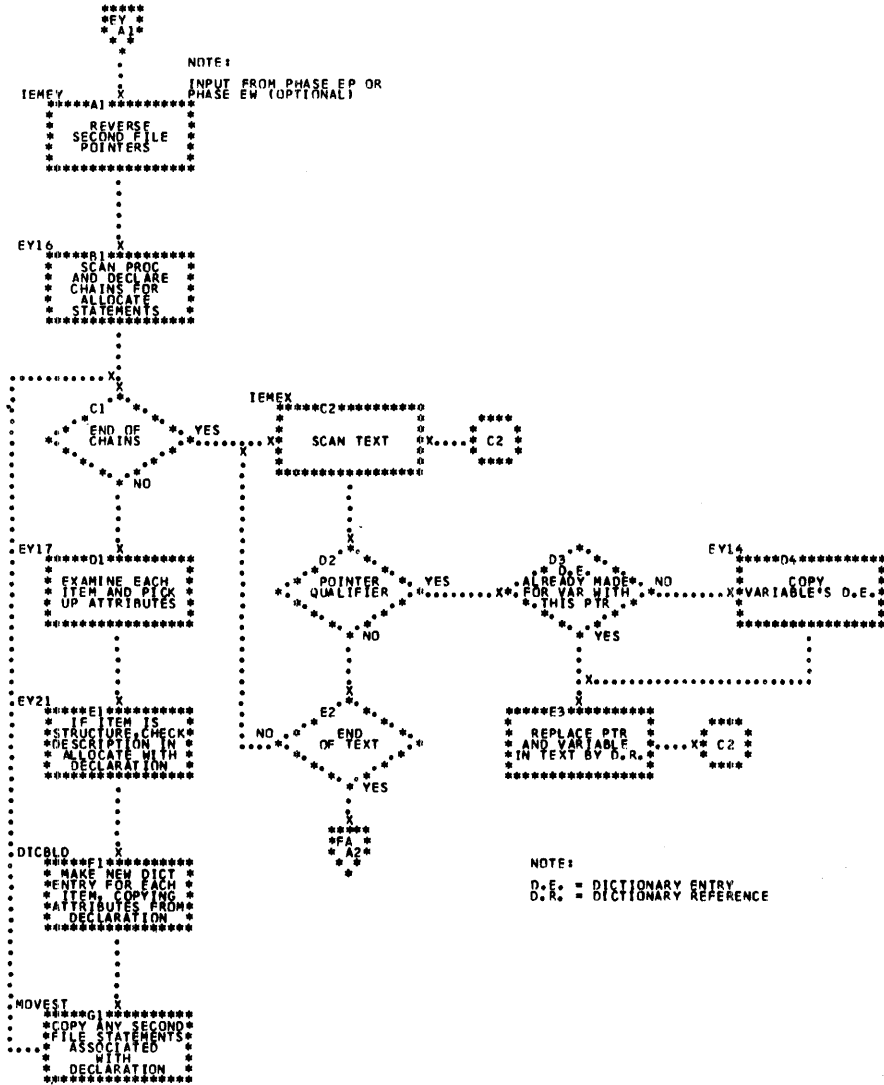 EY
A1
NOTE:
INPUT FROM PHASE EP OR
PHASE EW (OPTIONAL)
IEMEY
A1
REVERSE
SECOND FILE
POINTERS
EY16
B1
SCAN PROC
AND DECLARE
CHAINS FOR
ALLOCATE
STATEMENTS
C1
END OF
CHAINS
YES
NO
IEMEX
C2
SCAN TEXT
C2
EY17
D1
EXAMINE EACH
ITEM AND PICK
UP ATTRIBUTES
D2
POINTER
QUALIFIER
YES
NO
D3
D.E.
ALREADY MADE
FOR VAR WITH
THIS PTR
NO
YES
EY14
D4
COPY
VARIABLE'S D.E.
EY21
E1
IF ITEM IS
STRUCTURE,CHECK
DESCRIPTION IN
ALLOCATE WITH
DECLARATION
NO
E2
END
OF TEXT
YES
E3
REPLACE PTR
AND VARIABLE
IN TEXT BY D.R.
C2
FA
A2
DTCBLD
F1
MAKE NEW DICT
ENTRY FOR EACH
ITEM, COPYING
ATTRIBUTES FROM
DECLARATION
NOTE:
D.E. = DICTIONARY ENTRY
D.R. = DICTIONARY REFERENCE
MOVEST
G1
COPY ANY SECOND
FILE STATEMENTS
ASSOCIATED
WITH
DECLARATION